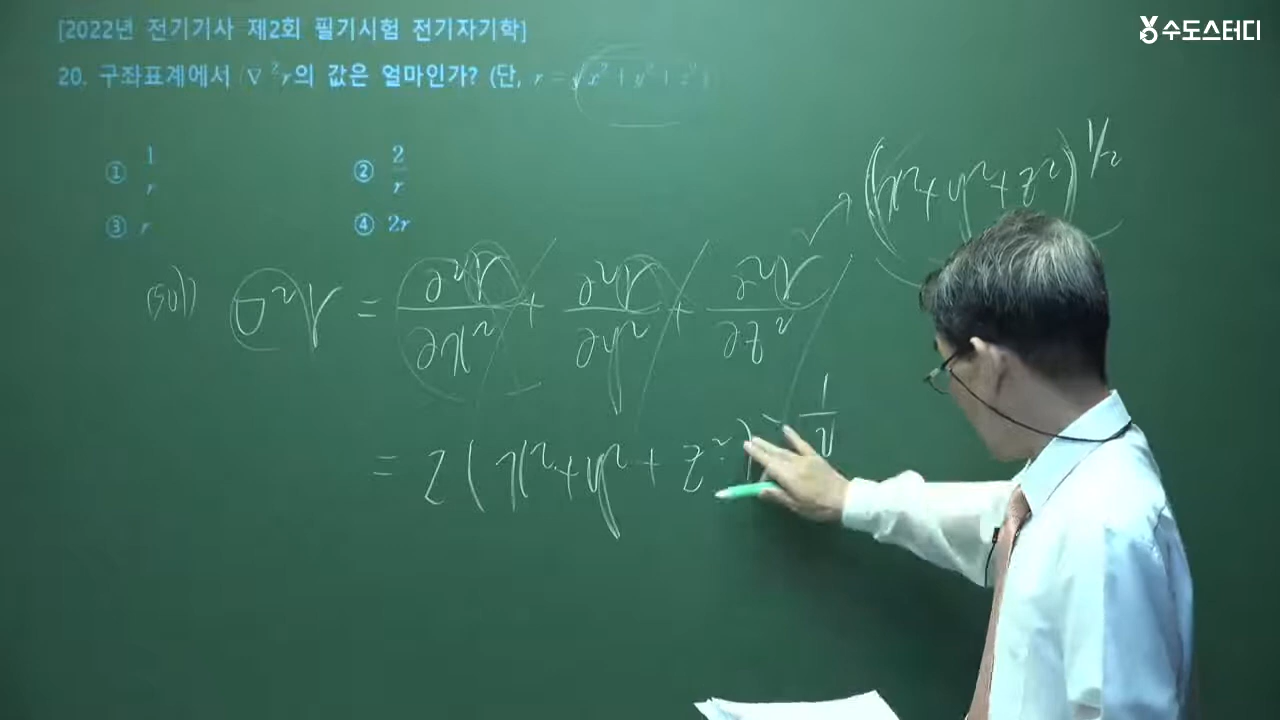 수도스터디
[2022년 전기기사 제2회 필기시험 전기자기학]
20. 구좌표계에서 ∇²r의 값은 얼마인가? (단, r = √(x² + y² + z²))
① 1/r ② 2/r
③ r ④ 2r
(x² + y² + z²)^1/2
sol) ∇²r = ∂²r/∂x² + ∂²r/∂y² + ∂²r/∂z²
= 2(x² + y² + z²)^-1/2